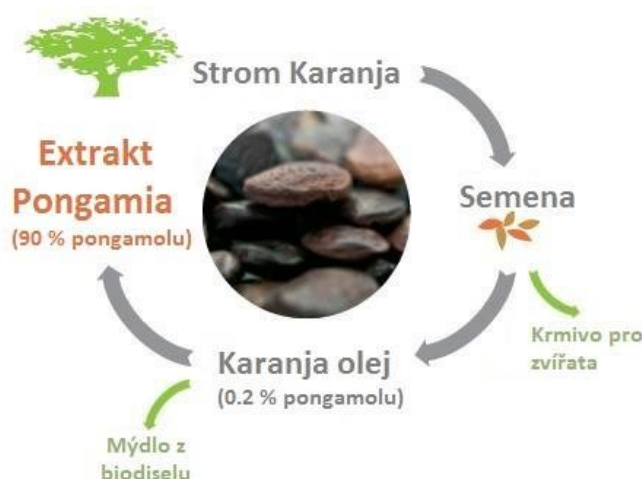 Strom Karanja
Extrakt
Pongamia
(90 % pongamolu)
Semena
Krmivo pro
zvířata
Karanja olej
(0.2 % pongamolu)
Mýdlo z
biodiselu